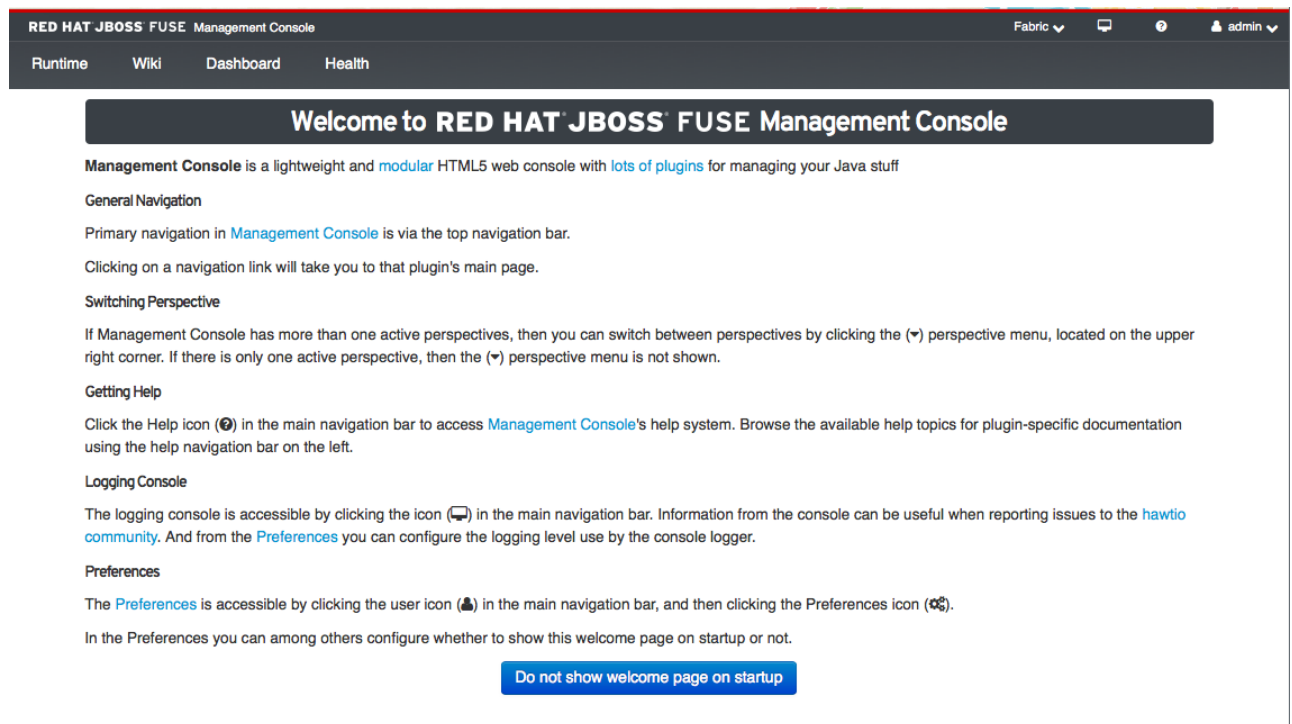 RED HAT JBOSS FUSE Management Console Fabric admin
Runtime Wiki Dashboard Health
Welcome to RED HAT JBOSS FUSE Management Console
Management Console is a lightweight and modular HTML5 web console with lots of plugins for managing your Java stuff
General Navigation
Primary navigation in Management Console is via the top navigation bar.
Clicking on a navigation link will take you to that plugin's main page.
Switching Perspective
If Management Console has more than one active perspectives, then you can switch between perspectives by clicking the (▾) perspective menu, located on the upper
right corner. If there is only one active perspective, then the (▾) perspective menu is not shown.
Getting Help
Click the Help icon (?) in the main navigation bar to access Management Console's help system. Browse the available help topics for plugin-specific documentation
using the help navigation bar on the left.
Logging Console
The logging console is accessible by clicking the icon () in the main navigation bar. Information from the console can be useful when reporting issues to the hawtio
community. And from the Preferences you can configure the logging level use by the console logger.
Preferences
The Preferences is accessible by clicking the user icon () in the main navigation bar, and then clicking the Preferences icon ().
In the Preferences you can among others configure whether to show this welcome page on startup or not.
Do not show welcome page on startup